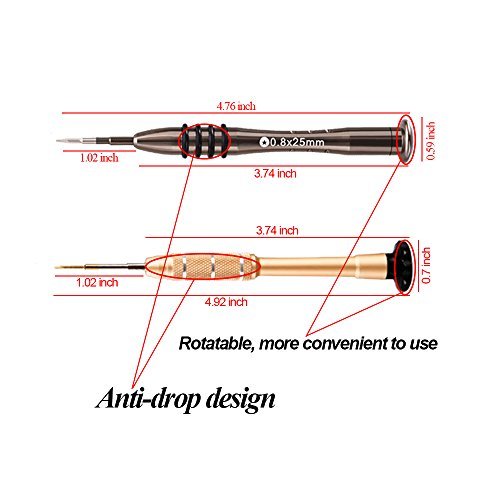 4.76 inch
0.8x25mm
0.59 inch
1.02 inch
3.74 inch
3.74 inch
0.7 inch
1.02 inch
4.92 inch
Rotatable, more convenient to use
Anti-drop design